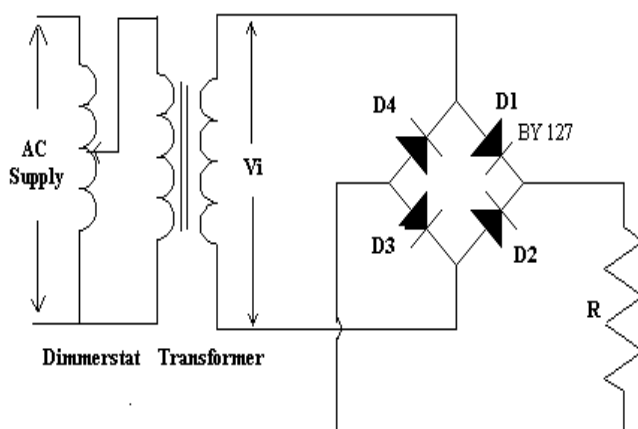 D4
D1
BY 127
AC
Supply
Vi
D3
D2
R
Dimmerstat Transformer